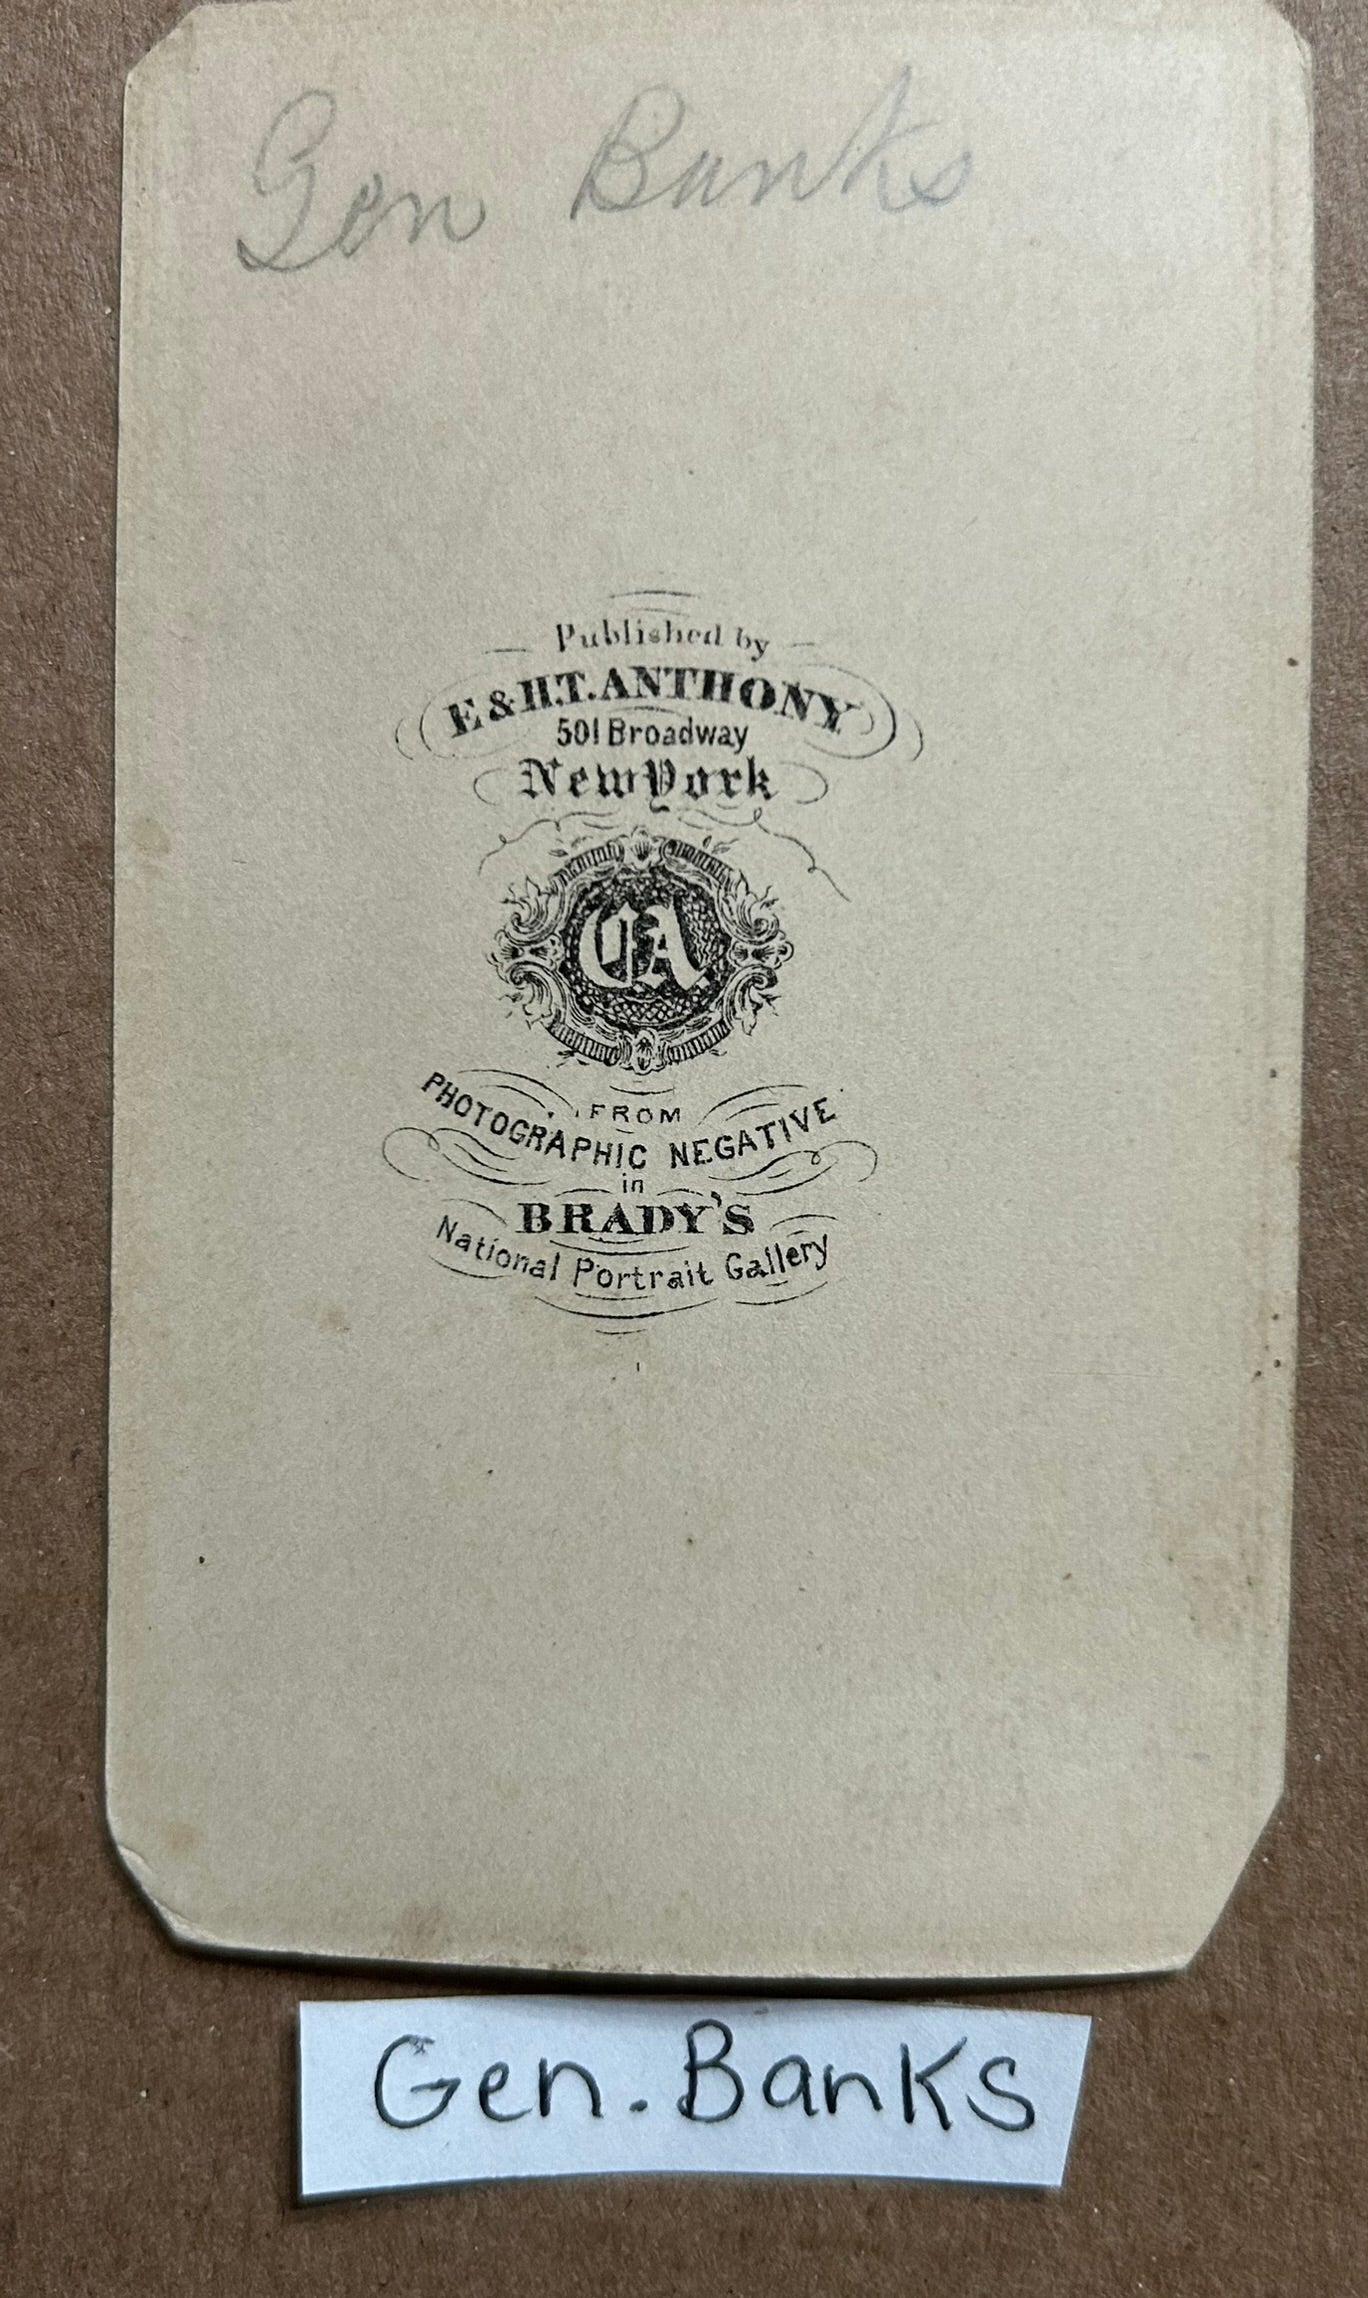 Gen Banks
Published by
E & H.T. ANTHONY
501 Broadway
New York
EA
FROM
PHOTOGRAPHIC NEGATIVE
in
BRADY'S
National Portrait Gallery
Gen. Banks